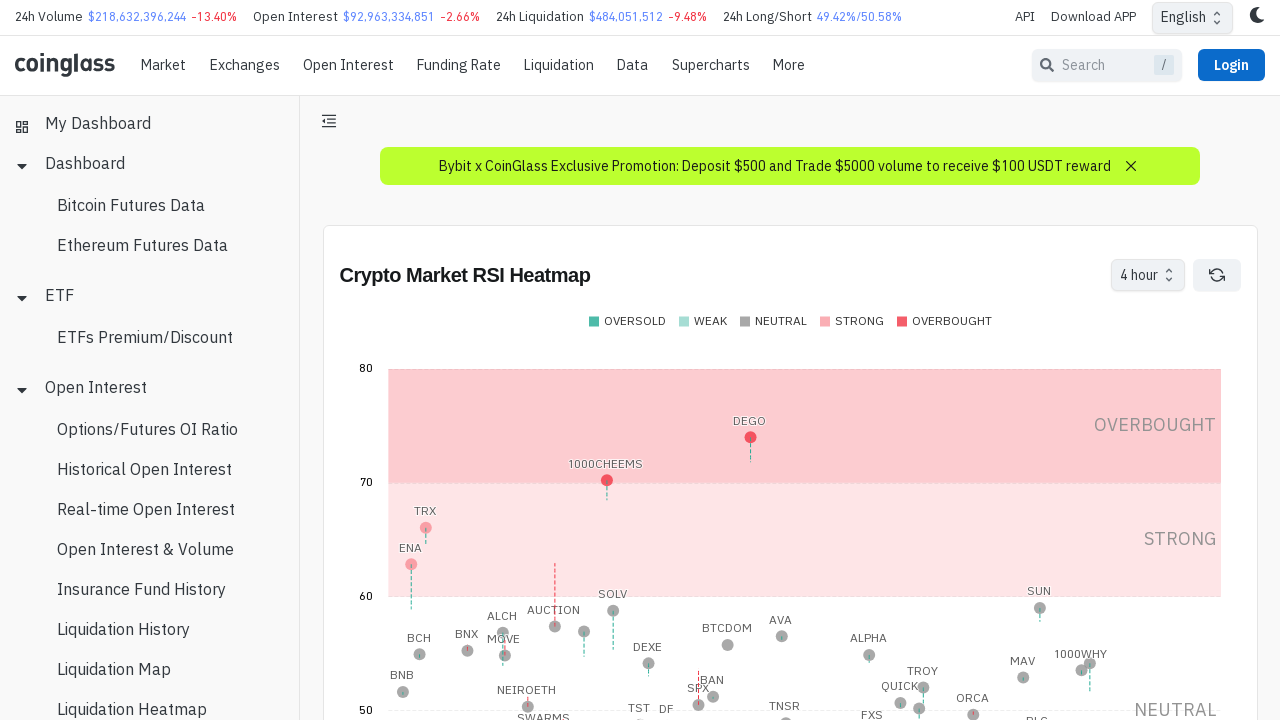 24h Volume $218,632,396,244 -13.40% Open Interest $92,963,334,851 -2.66% 24h Liquidation $484,051,512 -9.48% 24h Long/Short 49.42%/50.58% API Download APP English
coinglass Market Exchanges Open Interest Funding Rate Liquidation Data Supercharts More Search / Login
My Dashboard
Dashboard
Bitcoin Futures Data
Ethereum Futures Data
ETF
ETFs Premium/Discount
Open Interest
Options/Futures OI Ratio
Historical Open Interest
Real-time Open Interest
Open Interest & Volume
Insurance Fund History
Liquidation History
Liquidation Map
Liquidation Heatmap
Bybit x CoinGlass Exclusive Promotion: Deposit $500 and Trade $5000 volume to receive $100 USDT reward
Crypto Market RSI Heatmap 4 hour
OVERSOLD WEAK NEUTRAL STRONG OVERBOUGHT
80
DEGO OVERBOUGHT
1000CHEEMS
70
TRX
STRONG
ENA
60 SOLV SUN
ALCH AUCTION
BTCDOM AVA
BCH BNX MOVE DEXE ALPHA 1000WHY
MAV
BNB BAN TROY
NEIROETH SPX QUICK
ORCA
50 TST DF TNSR NEUTRAL
SWARMS FXS